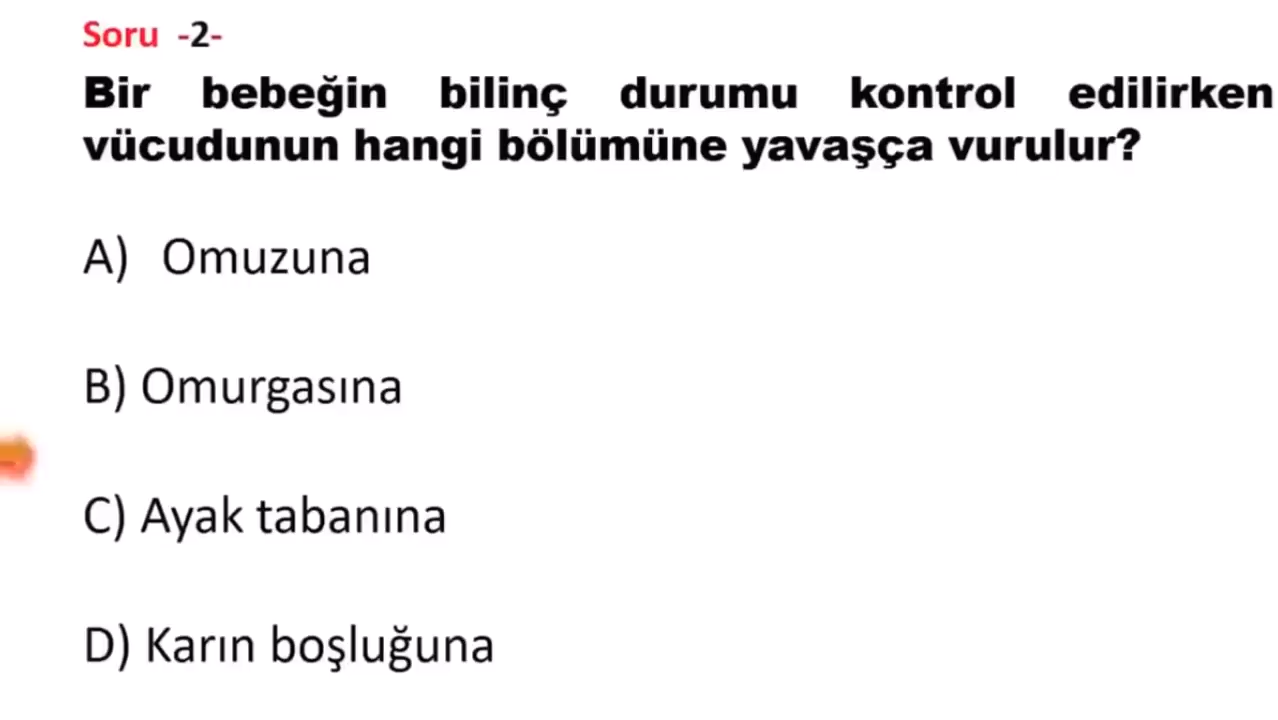 Soru -2-
Bir bebeğin bilinç durumu kontrol edilirken
vücudunun hangi bölümüne yavaşça vurulur?
A) Omuzuna
B) Omurgasına
C) Ayak tabanına
D) Karın boşluğuna